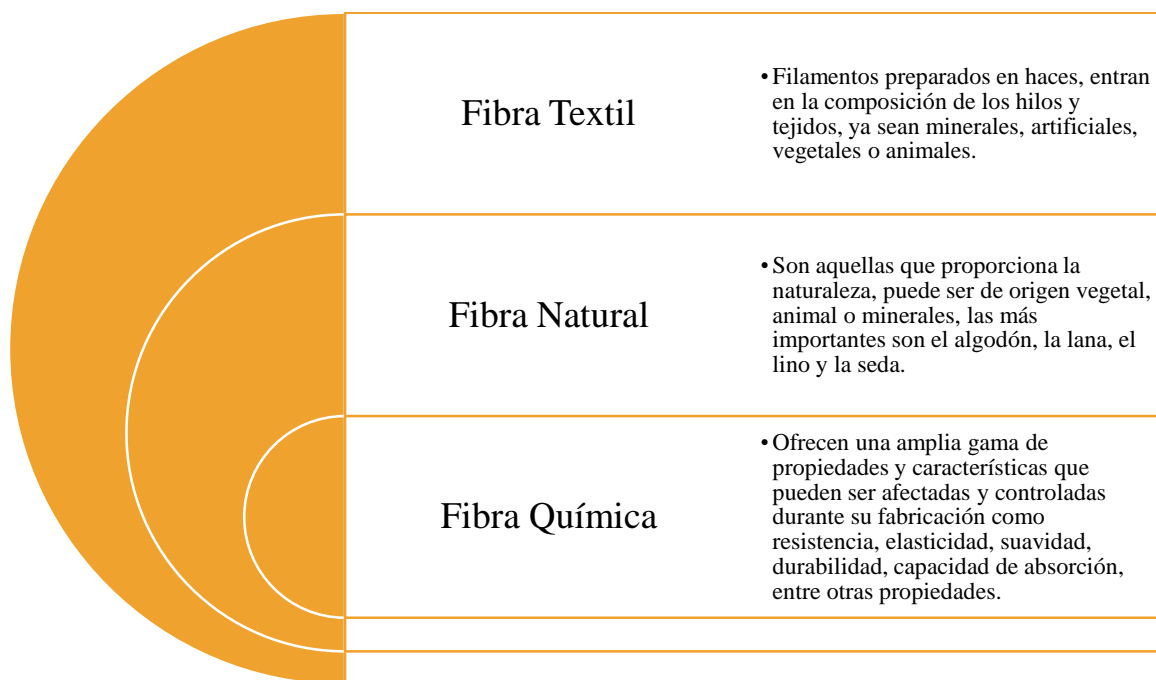 Fibra Textil
•Filamentos preparados en haces, entran
en la composición de los hilos y
tejidos, ya sean minerales, artificiales,
vegetales o animales.
Fibra Natural
•Son aquellas que proporciona la
naturaleza, puede ser de origen vegetal,
animal o minerales, las más
importantes son el algodón, la lana, el
lino y la seda.
Fibra Química
•Ofrecen una amplia gama de
propiedades y características que
pueden ser afectadas y controladas
durante su fabricación como
resistencia, elasticidad, suavidad,
durabilidad, capacidad de absorción,
entre otras propiedades.